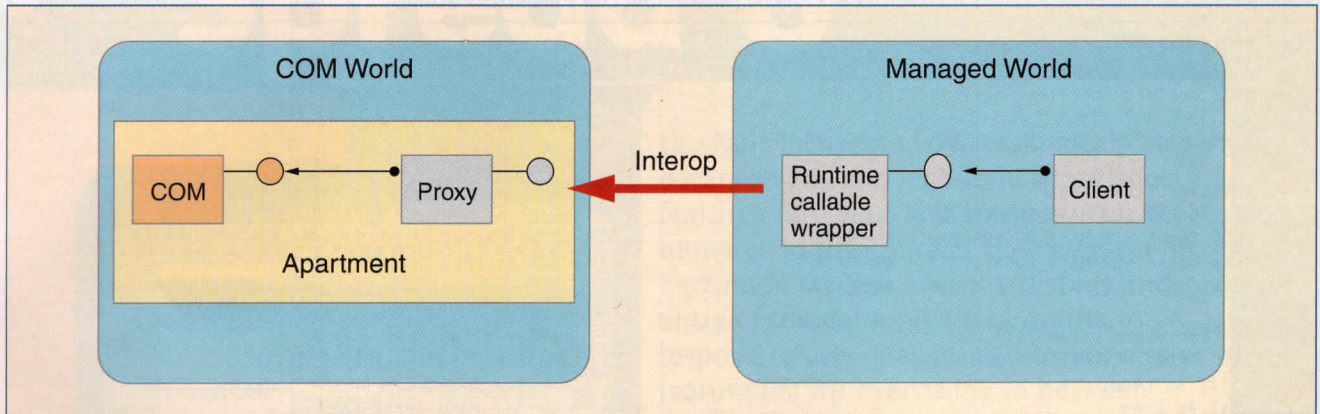 COM World
COM
Proxy
Apartment
Interop
Managed World
Runtime
callable
wrapper
Client